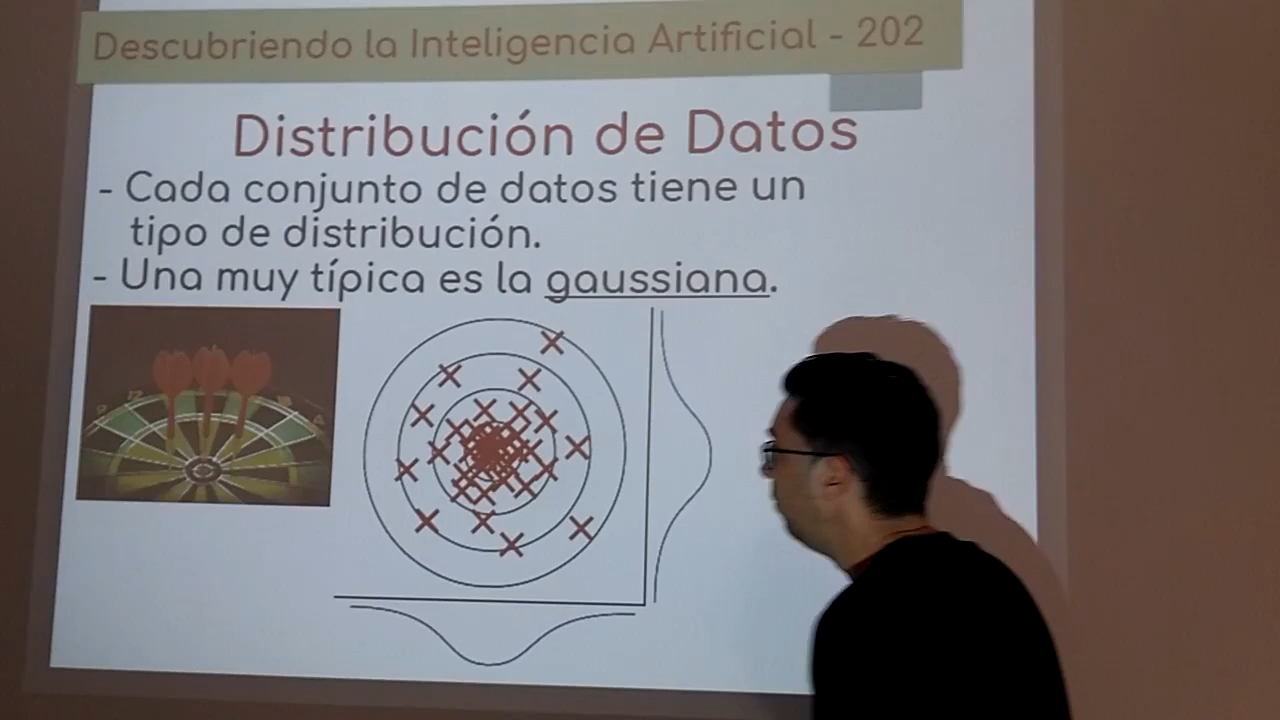 Descubriendo la Inteligencia Artificial - 202
Distribución de Datos
- Cada conjunto de datos tiene un
tipo de distribución.
- Una muy típica es la gaussiana.